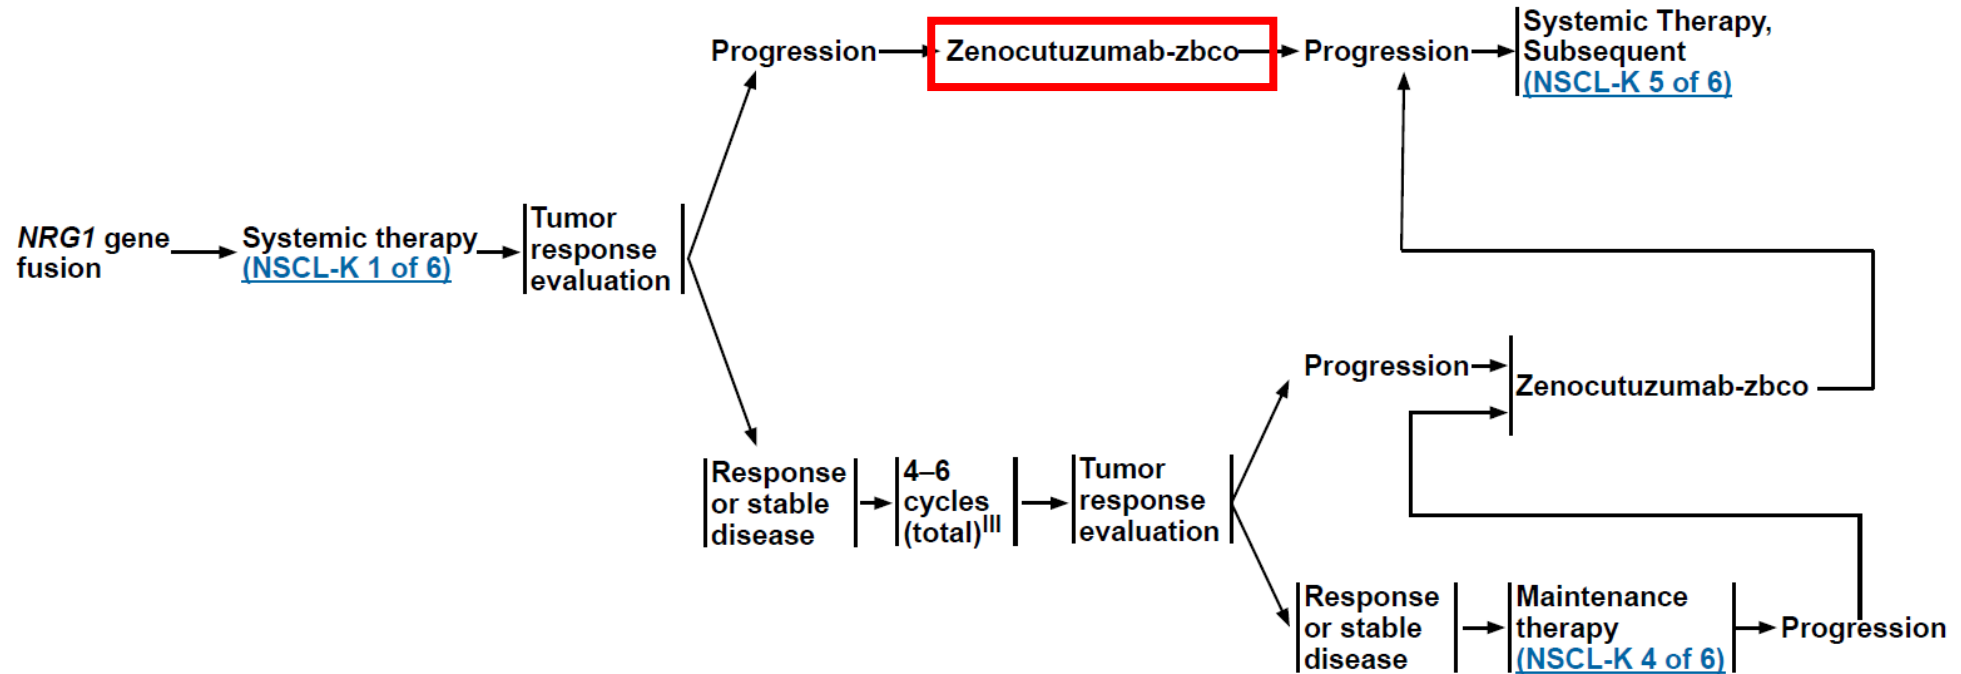 NRG1 gene
fusion
Systemic therapy
(NSCL-K 1 of 6)
Tumor
response
evaluation
Progression
Zenocutuzumab-zbco
Progression
Systemic Therapy,
Subsequent
(NSCL-K 5 of 6)
Response
or stable
disease
4–6
cycles
(total)III
Tumor
response
evaluation
Progression
Zenocutuzumab-zbco
Response
or stable
disease
Maintenance
therapy
(NSCL-K 4 of 6)
Progression